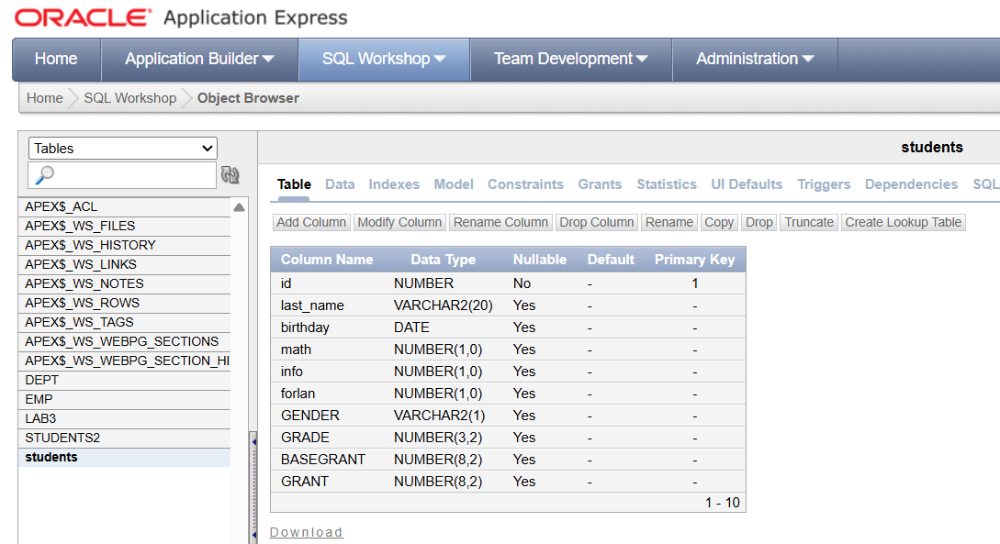 ORACLE® Application Express
Home Application Builder SQL Workshop Team Development Administration
Home SQL Workshop Object Browser
Tables
students
Table Data Indexes Model Constraints Grants Statistics UI Defaults Triggers Dependencies SQL
Add Column Modify Column Rename Column Drop Column Rename Copy Drop Truncate Create Lookup Table
APEX$_ACL
APEX$_WS_FILES
APEX$_WS_HISTORY
APEX$_WS_LINKS
APEX$_WS_NOTES
APEX$_WS_ROWS
APEX$_WS_TAGS
APEX$_WS_WEBPG_SECTIONS
APEX$_WS_WEBPG_SECTION_HI
DEPT
EMP
LAB3
STUDENTS2
students
Column Name Data Type Nullable Default Primary Key
id NUMBER No - 1
last_name VARCHAR2(20) Yes - -
birthday DATE Yes - -
math NUMBER(1,0) Yes - -
info NUMBER(1,0) Yes - -
forlan NUMBER(1,0) Yes - -
GENDER VARCHAR2(1) Yes - -
GRADE NUMBER(3,2) Yes - -
BASEGRANT NUMBER(8,2) Yes - -
GRANT NUMBER(8,2) Yes - -
1 - 10
Download